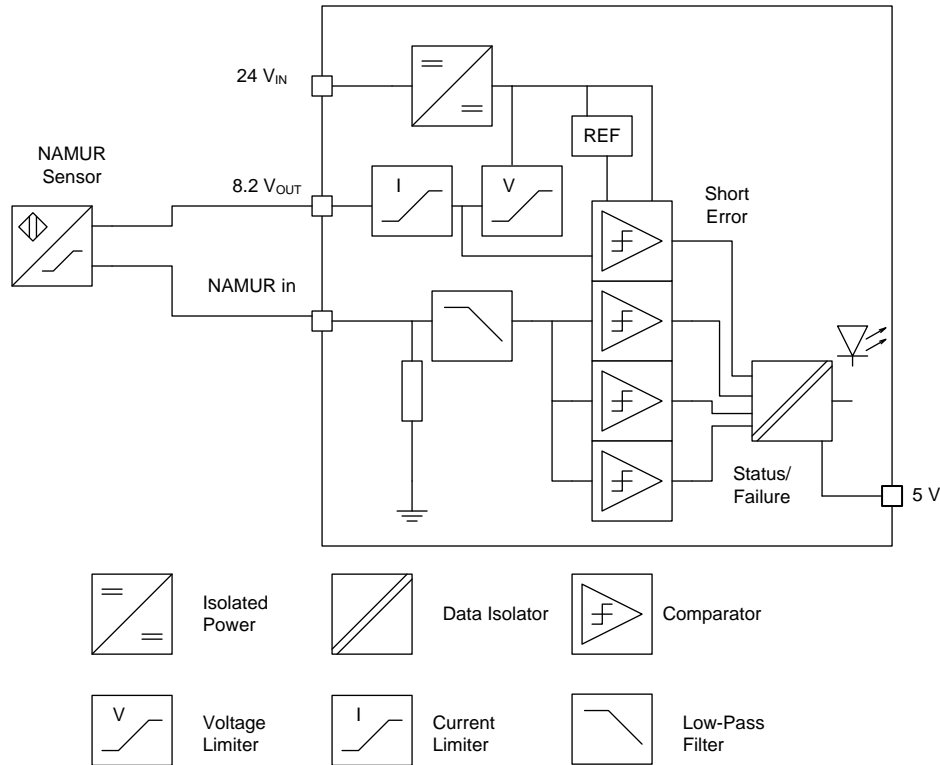 24 VIN
REF
NAMUR
Sensor
8.2 VOUT
I
V
Short
Error
NAMUR in
Status/
Failure
5 V
Isolated
Power
Data Isolator
Comparator
V
Voltage
Limiter
I
Current
Limiter
Low-Pass
Filter